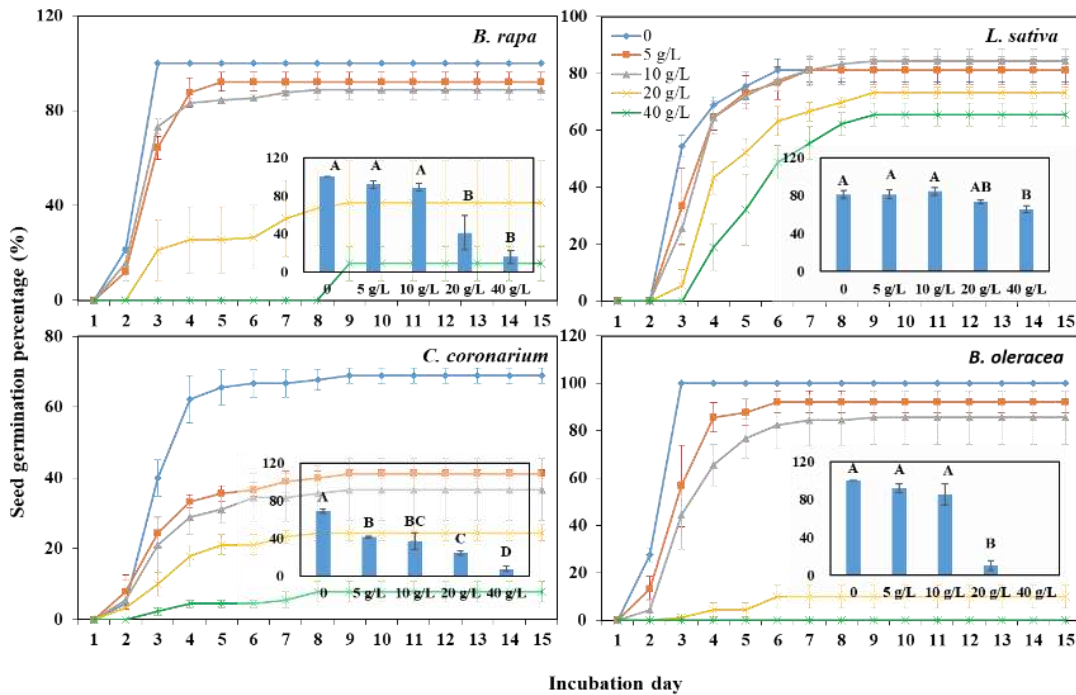 Seed germination percentage (%)
B. rapa
120
80
40
0
1 2 3 4 5 6 7 8 9 10 11 12 13 14 15
120
80
40
0
A A A B B
0 5 g/L 10 g/L 20 g/L 40 g/L
L. sativa
0
5 g/L
10 g/L
20 g/L
40 g/L
100
80
60
40
20
0
1 2 3 4 5 6 7 8 9 10 11 12 13 14 15
120
80
40
0
A A A AB B
0 5 g/L 10 g/L 20 g/L 40 g/L
C. coronarium
80
60
40
20
0
1 2 3 4 5 6 7 8 9 10 11 12 13 14 15
120
80
40
0
A B BC C D
0 5 g/L 10 g/L 20 g/L 40 g/L
B. oleracea
120
100
80
60
40
20
0
1 2 3 4 5 6 7 8 9 10 11 12 13 14 15
120
80
40
0
A A A B
0 5 g/L 10 g/L 20 g/L 40 g/L
Incubation day